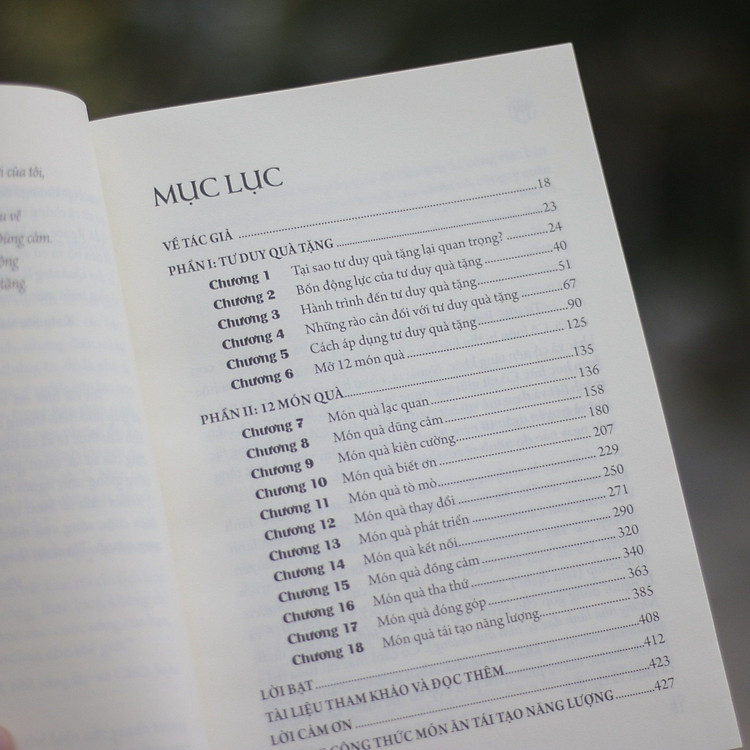 của tôi,
về
Dũng cảm.
MỤC LỤC
VỀ TÁC GIẢ ........ 18
PHẦN I: TƯ DUY QUÀ TẶNG ........ 23
Chương 1 Tại sao tư duy quà tặng lại quan trọng? ........ 24
Chương 2 Bốn động lực của tư duy quà tặng ........ 40
Chương 3 Hành trình đến tư duy quà tặng ........ 51
Chương 4 Những rào cản đối với tư duy quà tặng ........ 67
Chương 5 Cách áp dụng tư duy quà tặng ........ 90
Chương 6 Mở 12 món quà ........ 125
PHẦN II: 12 MÓN QUÀ ........ 135
Chương 7 Món quà lạc quan ........ 136
Chương 8 Món quà dũng cảm ........ 158
Chương 9 Món quà kiên cường ........ 180
Chương 10 Món quà biết ơn ........ 207
Chương 11 Món quà tò mò ........ 229
Chương 12 Món quà thay đổi ........ 250
Chương 13 Món quà phát triển ........ 271
Chương 14 Món quà kết nối ........ 290
Chương 15 Món quà đồng cảm ........ 320
Chương 16 Món quà tha thứ ........ 340
Chương 17 Món quà đóng góp ........ 363
Chương 18 Món quà tái tạo năng lượng ........ 385
LỜI BẠT ........ 408
TÀI LIỆU THAM KHẢO VÀ ĐỌC THÊM ........ 412
LỜI CẢM ƠN ........ 423
CÔNG THỨC MÓN ĂN TÁI TẠO NĂNG LƯỢNG ........ 427